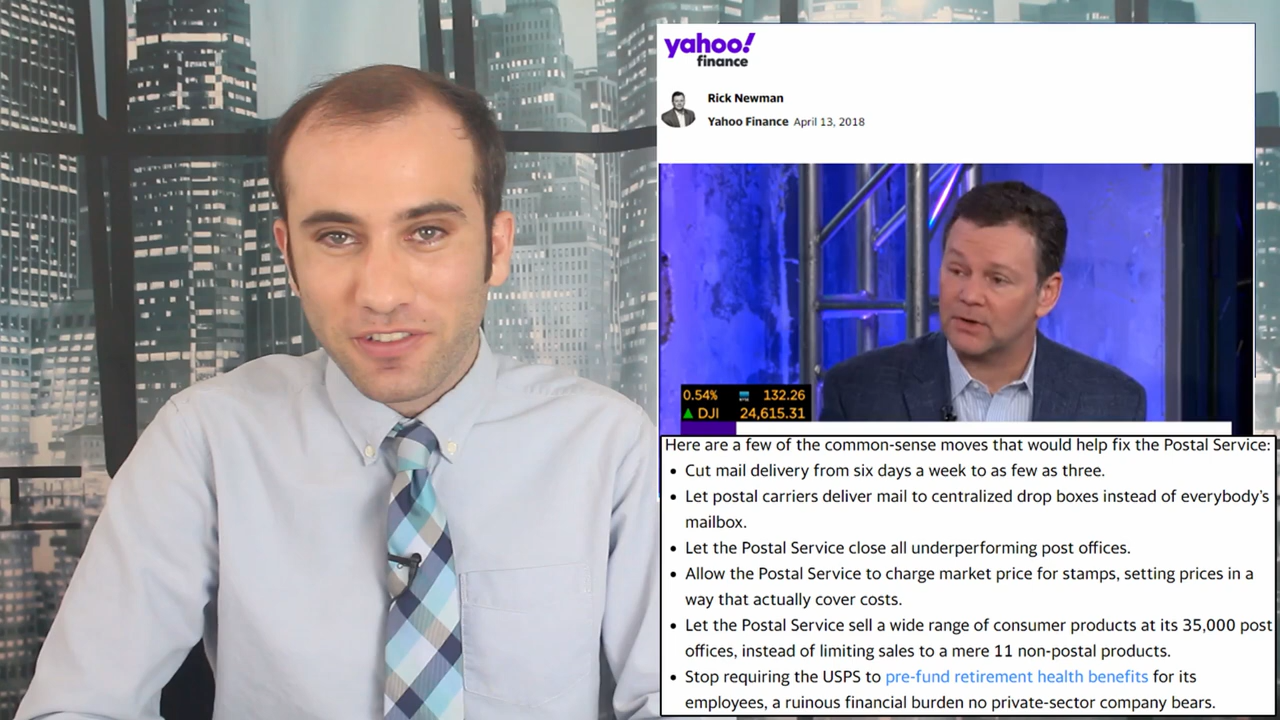 yahoo!
finance
Rick Newman
Yahoo Finance April 13, 2018
0.54% 132.26
DJI 24,615.31
Here are a few of the common-sense moves that would help fix the Postal Service:
• Cut mail delivery from six days a week to as few as three.
• Let postal carriers deliver mail to centralized drop boxes instead of everybody's
mailbox.
• Let the Postal Service close all underperforming post offices.
• Allow the Postal Service to charge market price for stamps, setting prices in a
way that actually cover costs.
• Let the Postal Service sell a wide range of consumer products at its 35,000 post
offices, instead of limiting sales to a mere 11 non-postal products.
• Stop requiring the USPS to pre-fund retirement health benefits for its
employees, a ruinous financial burden no private-sector company bears.